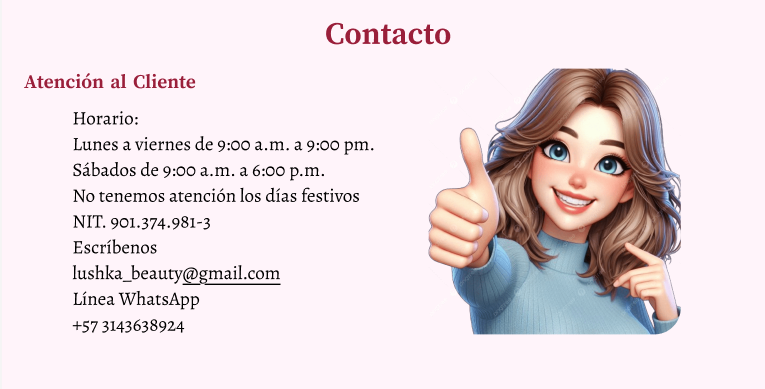 Contacto
Atención al Cliente
Horario:
Lunes a viernes de 9:00 a.m. a 9:00 pm.
Sábados de 9:00 a.m. a 6:00 p.m.
No tenemos atención los días festivos
NIT. 901.374.981-3
Escríbenos
lushka_beauty@gmail.com
Línea WhatsApp
+57 3143638924